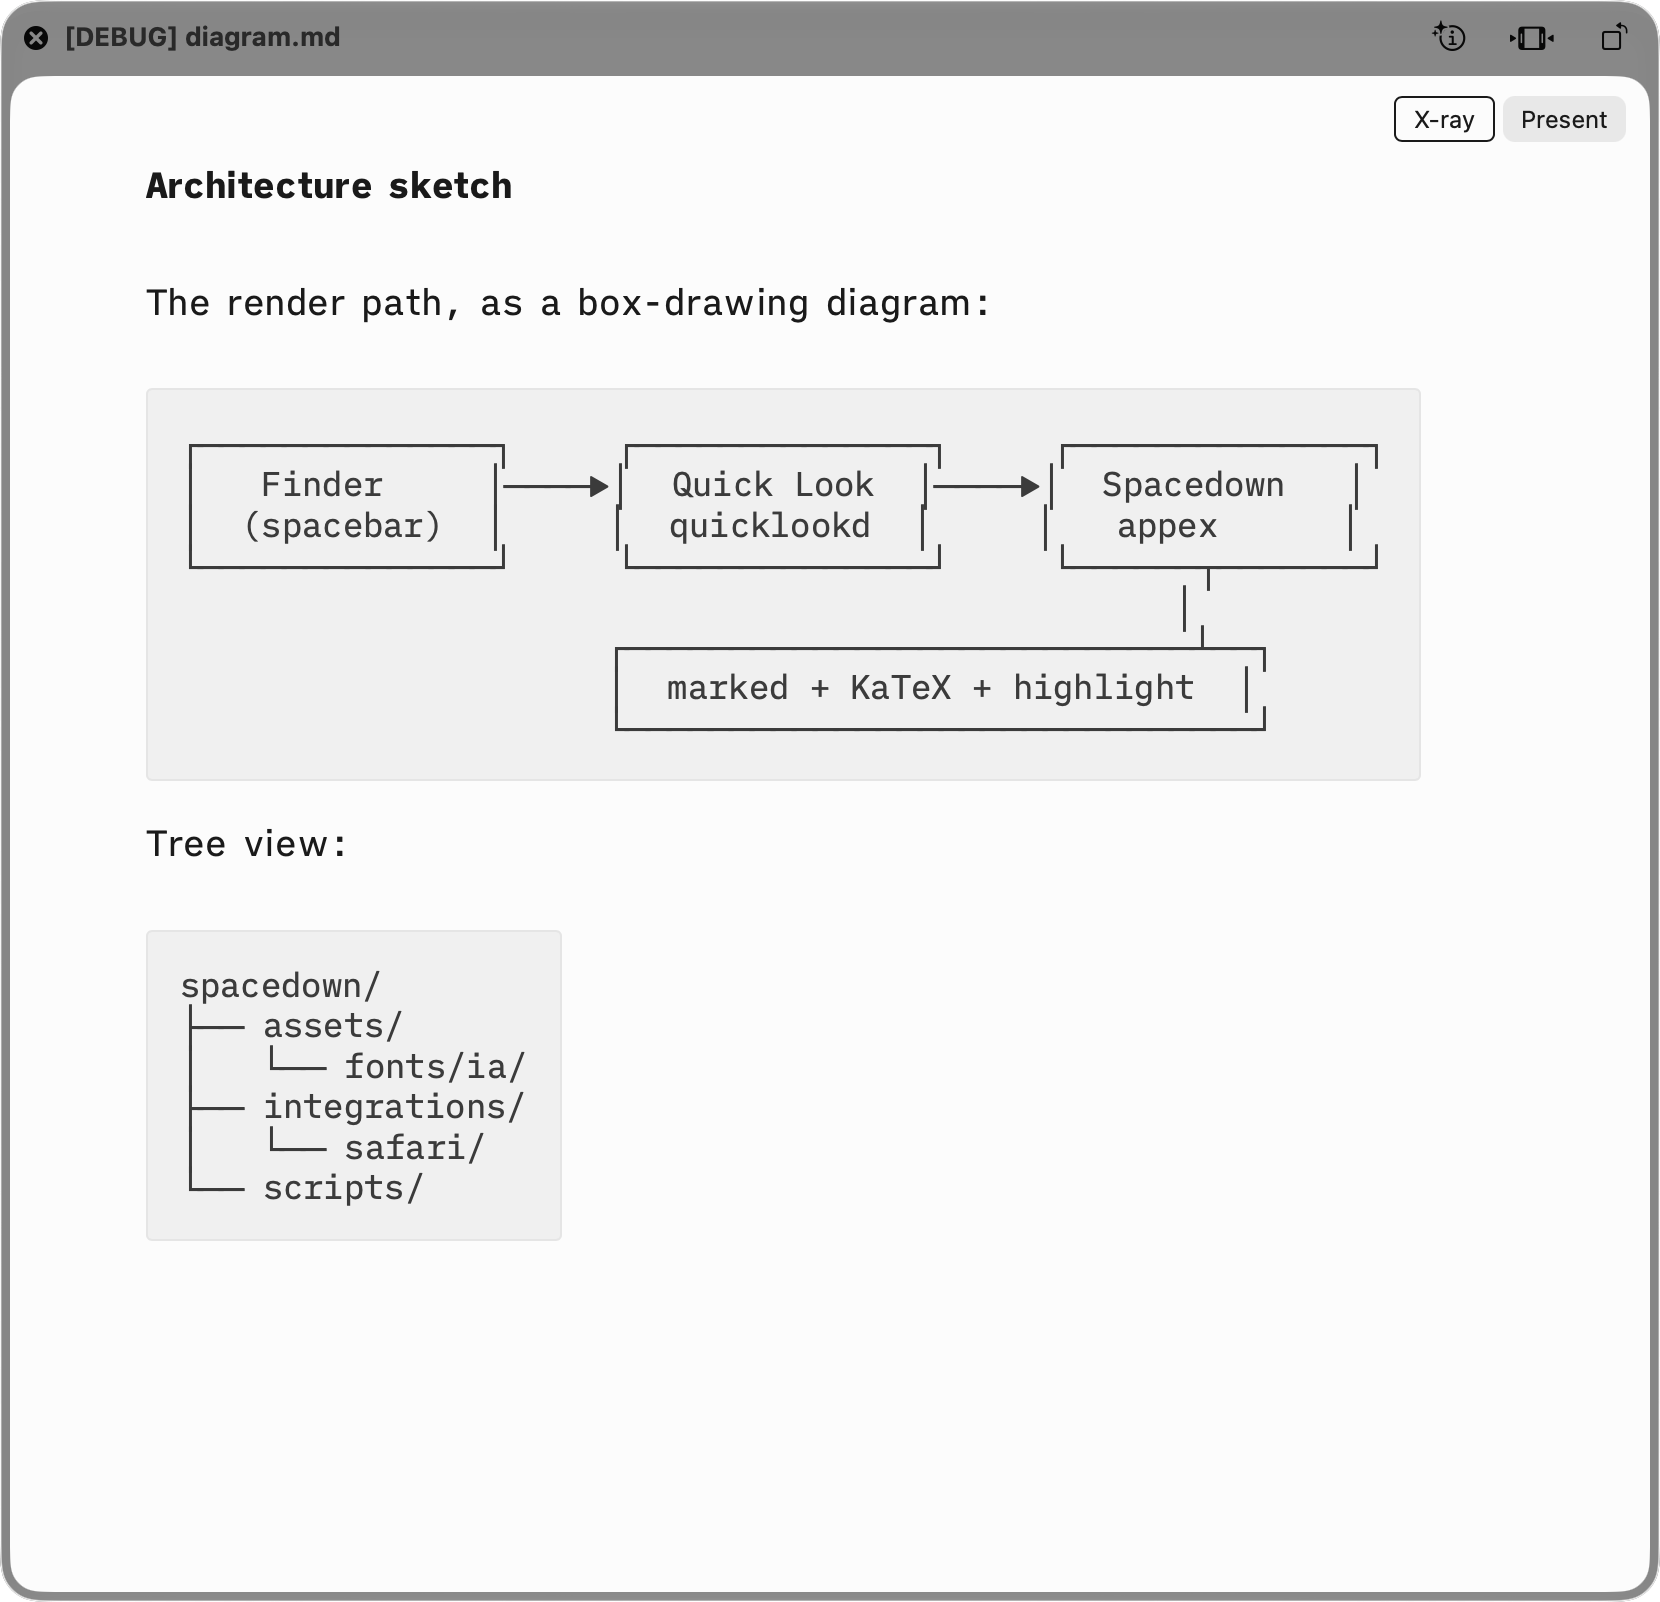 [DEBUG] diagram.md
X-ray Present
Architecture sketch
The render path, as a box-drawing diagram:
Finder Quick Look Spacedown
(spacebar) quicklookd appex
marked + KaTeX + highlight
Tree view:
spacedown/
├── assets/
│   └── fonts/ia/
├── integrations/
│   └── safari/
└── scripts/